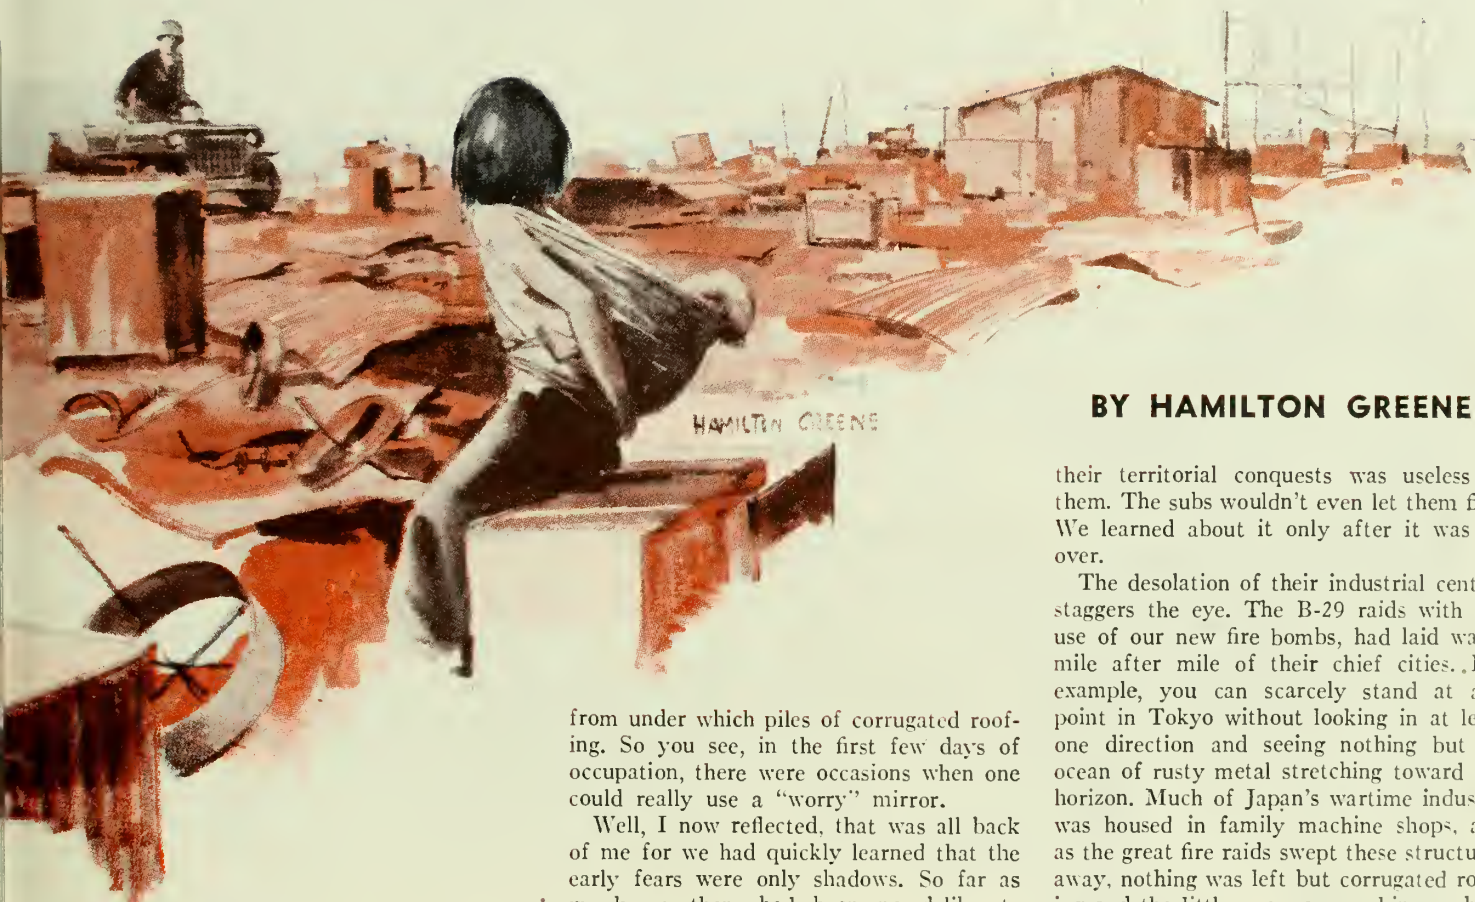 HAMILTON GREENE
from under which piles of corrugated roof-
ing. So you see, in the first few days of
occupation, there were occasions when one
could really use a “worry” mirror.
Well, I now reflected, that was all back
of me for we had quickly learned that the
early fears were only shadows. So far as
BY HAMILTON GREENE
their territorial conquests was useless
them. The subs wouldn't even let them
We learned about it only after it was
over.
The desolation of their industrial
staggers the eye. The B-29 raids with
use of our new fire bombs, had laid
mile after mile of their chief cities.
example, you can scarcely stand at
point in Tokyo without looking in at
one direction and seeing nothing but
ocean of rusty metal stretching toward
horizon. Much of Japan's wartime
was housed in family machine shops,
as the great fire raids swept these
away, nothing was left but corrugated